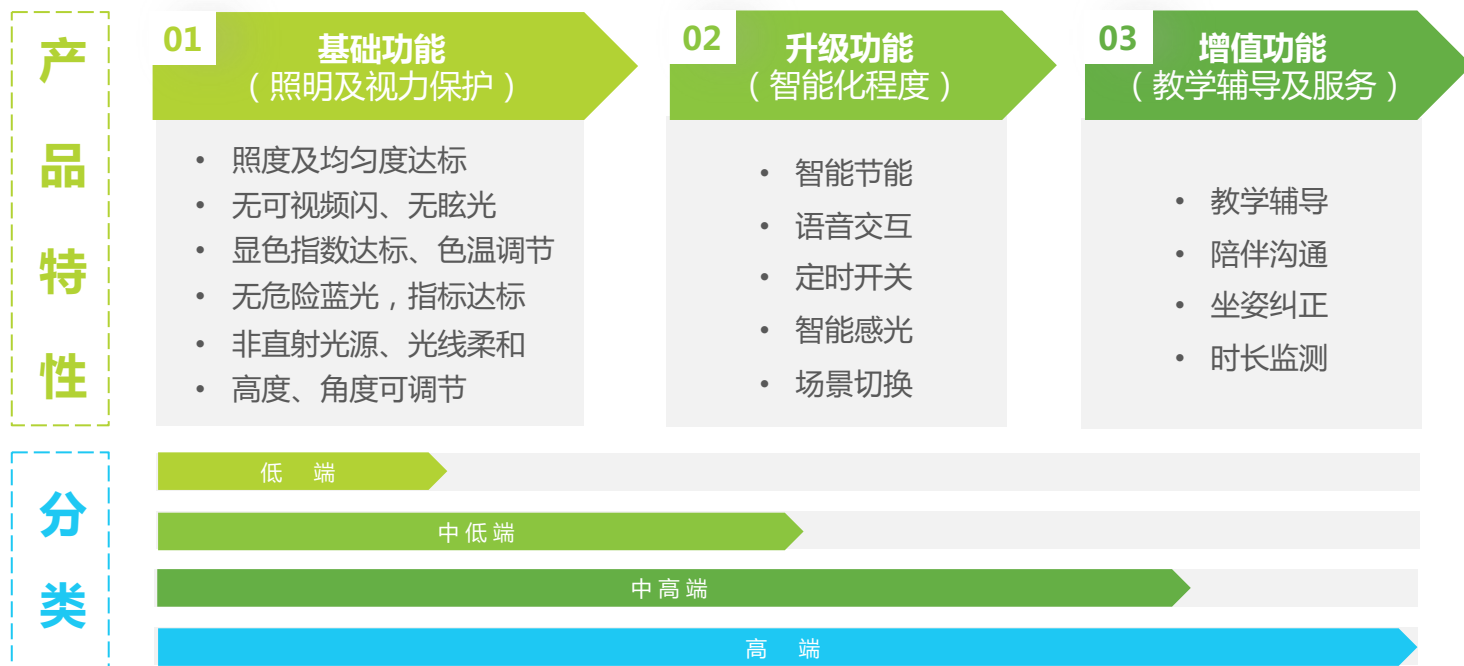 产品特性
01
基础功能
（照明及视力保护）
• 照度及均匀度达标
• 无可视频闪、无眩光
• 显色指数达标、色温调节
• 无危险蓝光，指标达标
• 非直射光源、光线柔和
• 高度、角度可调节
02
升级功能
（智能化程度）
• 智能节能
• 语音交互
• 定时开关
• 智能感光
• 场景切换
03
增值功能
（教学辅导及服务）
• 教学辅导
• 陪伴沟通
• 坐姿纠正
• 时长监测
分类
低 端
中低端
中高端
高 端